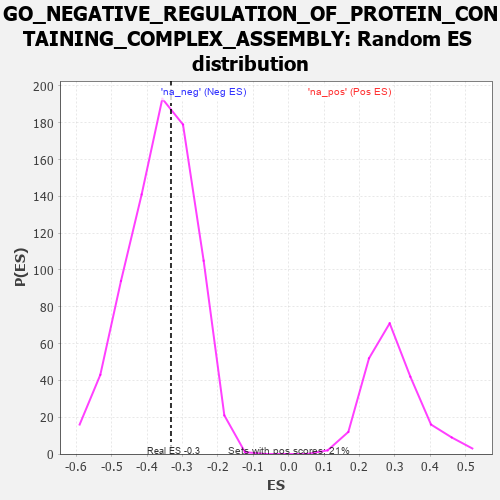 GO_NEGATIVE_REGULATION_OF_PROTEIN_CON
TAINING_COMPLEX_ASSEMBLY: Random ES
distribution
'na_neg' (Neg ES)
'na_pos' (Pos ES)
200
180
160
140
120
100
80
60
40
20
0
P(ES)
Real ES -0.3
Sets with pos scores: 21%
-0.6 -0.5 -0.4 -0.3 -0.2 -0.1 0.0 0.1 0.2 0.3 0.4 0.5
ES